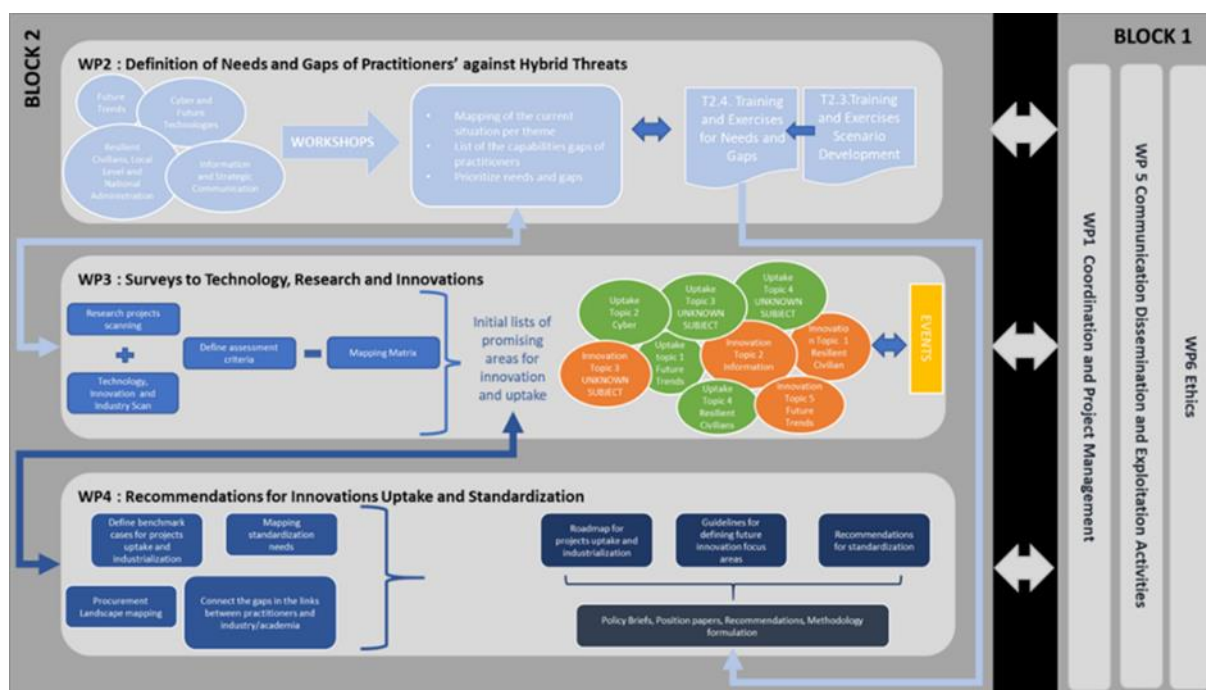 BLOCK 2
WP2 : Definition of Needs and Gaps of Practitioners’ against Hybrid Threats
Future
Trends
Cyber and
Future
Technologies
Resilient
Civilians, Local
Level and
National
Administration
Information
and Strategic
Communication
WORKSHOPS
• Mapping of the current
situation per theme
• List of the capabilities gaps of
practitioners
• Prioritize needs and gaps
T2.4. Training
and Exercises
for Needs and
Gaps
T2.3.Training
and Exercises
Scenario
Development
WP3 : Surveys to Technology, Research and Innovations
Research projects
scanning
Technology,
Innovation and
Industry Scan
Define assessment
criteria
Mapping Matrix
Initial lists of
promising
areas for
innovation
and uptake
Uptake
Topic 2
Cyber
Uptake
Topic 3
UNKNOWN
SUBJECT
Uptake
Topic 4
UNKNOWN
SUBJECT
Innovation
Topic 3
UNKNOWN
SUBJECT
Uptake
topic 1
Future
Trends
Innovation
Topic 2
Information
Innovatio
n Topic 1
Resilient
Civilian
Uptake
Topic 4
Resilient
Civilians
Innovation
Topic 5
Future
Trends
EVENTS
WP4 : Recommendations for Innovations Uptake and Standardization
Define benchmark
cases for projects
uptake and
industrialization
Mapping
standardization
needs
Procurement
Landscape mapping
Connect the gaps in the links
between practitioners and
industry/academia
Roadmap for
projects uptake and
industrialization
Guidelines for
defining future
innovation focus
areas
Recommendations
for standardization
Policy Briefs, Position papers, Recommendations, Methodology
formulation
BLOCK 1
WP1 Coordination and Project Management
WP 5 Communication Dissemination and Exploitation Activities
WP6 Ethics